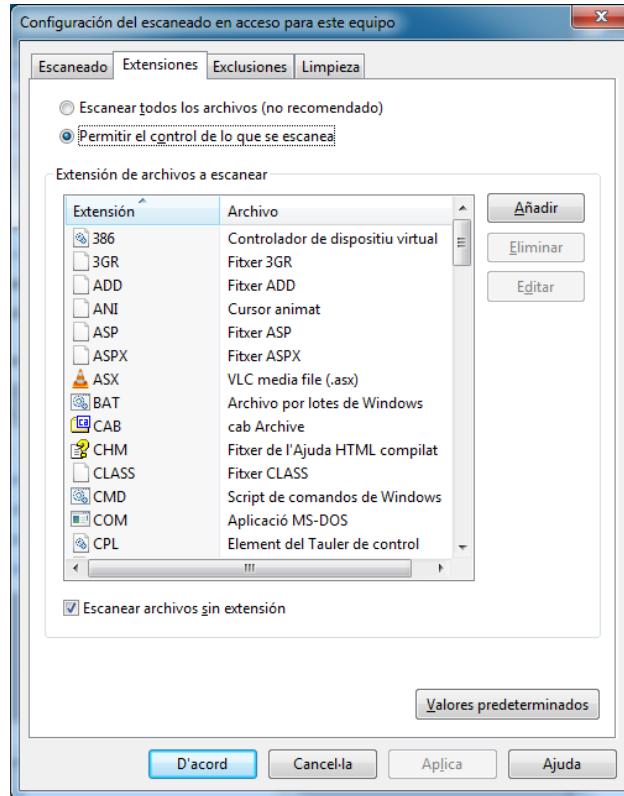 Configuración del escaneado en acceso para este equipo
Escaneado Extensiones Exclusiones Limpieza
Escanear todos los archivos (no recomendado)
Permitir el control de lo que se escanea
Extensión de archivos a escanear
Extensión Archivo
386 Controlador de dispositiu virtual
3GR Fitxer 3GR
ADD Fitxer ADD
ANI Cursor animat
ASP Fitxer ASP
ASPX Fitxer ASPX
ASX VLC media file (.asx)
BAT Archivo por lotes de Windows
CAB cab Archive
CHM Fitxer de l'Ajuda HTML compilat
CLASS Fitxer CLASS
CMD Script de comandos de Windows
COM Aplicació MS-DOS
CPL Element del Tauler de control
Añadir
Eliminar
Editar
Escanear archivos sin extensión
Valores predeterminados
D'acord Cancel·la Aplica Ajuda